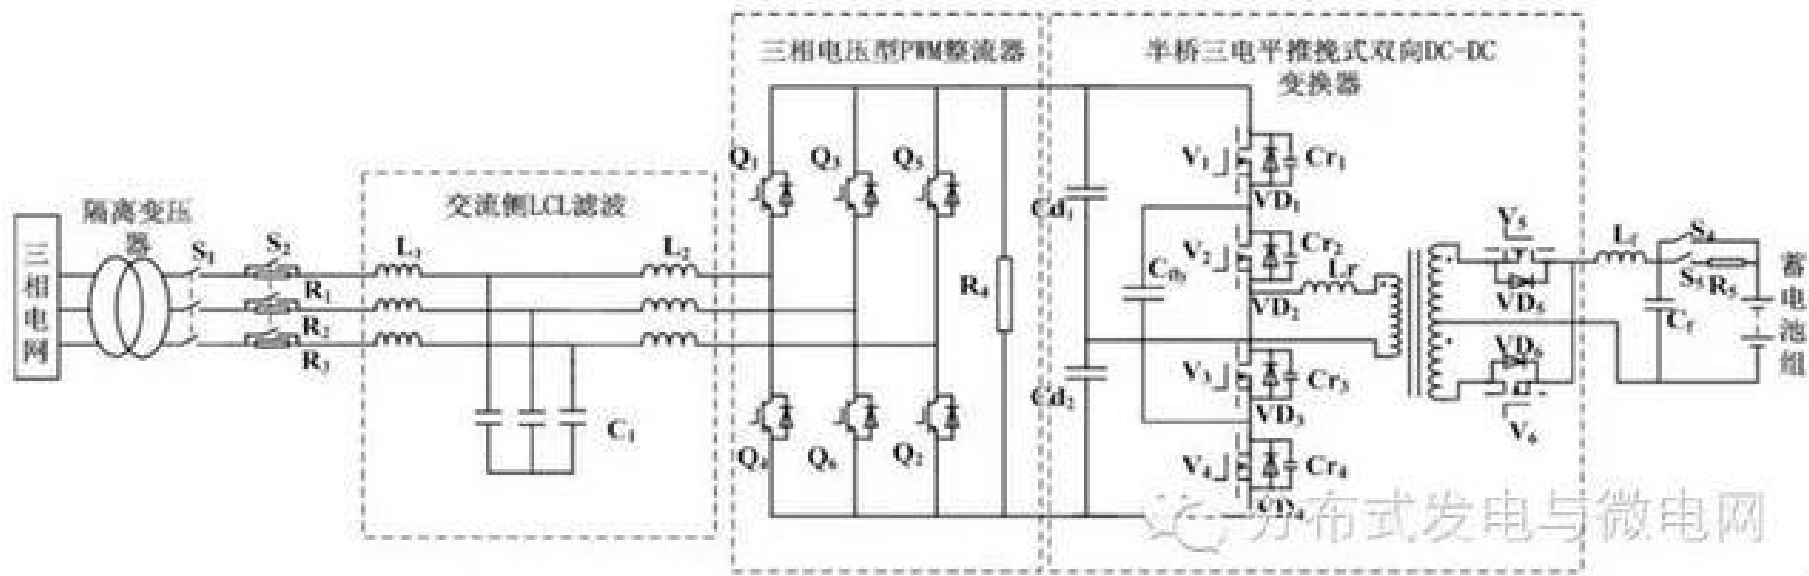 三相电网
隔离变压
器
S₁
S₂
R₁
R₂
R₃
交流侧LCL滤波
L₁
L₂
C₁
三相电压型PWM整流器
Q₁
Q₃
Q₅
Q₄
Q₆
Q₂
R₄
半桥三电平推挽式双向DC-DC
变换器
Cd₁
Cd₂
V₁
Cr₁
VD₁
V₂
Cr₂
VD₂
Lr
V₃
Cr₃
VD₃
V₄
Cr₄
VD₄
V₅
VD₅
VD₆
V₆
Lf
S₄
S₃
R₅
Cf
蓄电池组
分布式发电与微电网